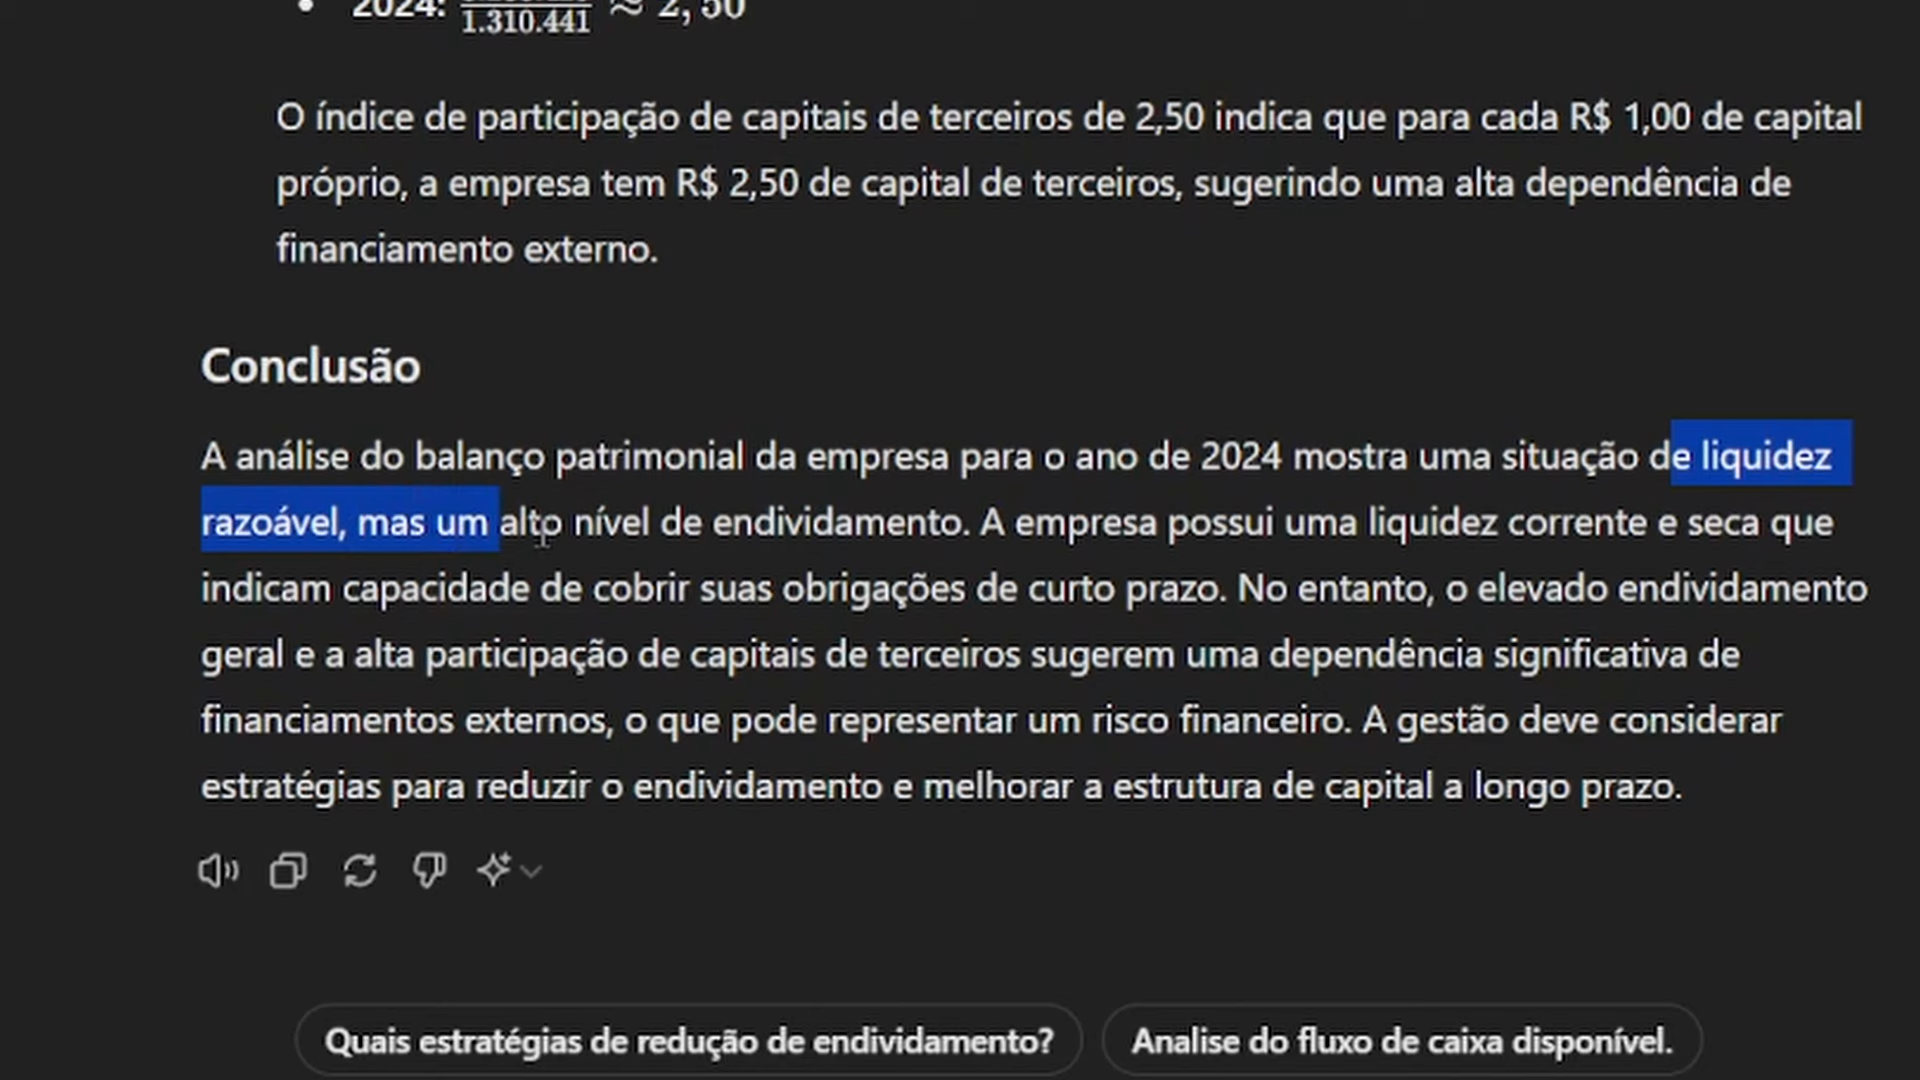 2024: 1.310.441 ≈ 2,50
O índice de participação de capitais de terceiros de 2,50 indica que para cada R$ 1,00 de capital
próprio, a empresa tem R$ 2,50 de capital de terceiros, sugerindo uma alta dependência de
financiamento externo.
Conclusão
A análise do balanço patrimonial da empresa para o ano de 2024 mostra uma situação de liquidez
razoável, mas um alto nível de endividamento. A empresa possui uma liquidez corrente e seca que
indicam capacidade de cobrir suas obrigações de curto prazo. No entanto, o elevado endividamento
geral e a alta participação de capitais de terceiros sugerem uma dependência significativa de
financiamentos externos, o que pode representar um risco financeiro. A gestão deve considerar
estratégias para reduzir o endividamento e melhorar a estrutura de capital a longo prazo.
Quais estratégias de redução de endividamento?
Analise do fluxo de caixa disponível.